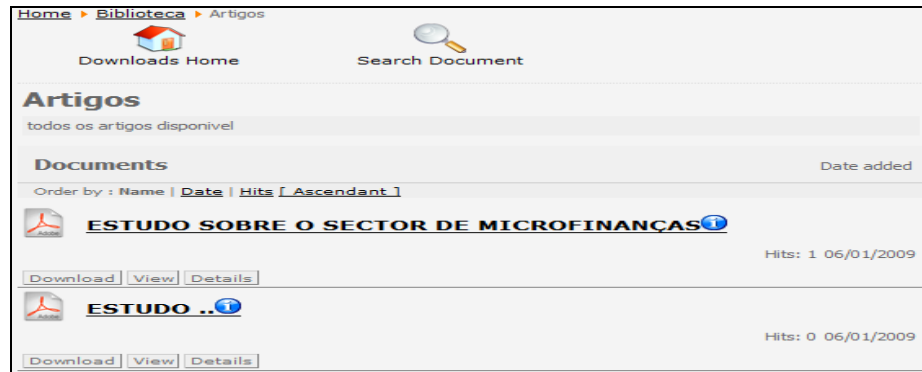 Home Biblioteca Artigos
Downloads Home Search Document
Artigos
todos os artigos disponivel
Documents Date added
Order by : Name | Date | Hits [ Ascendant ]
Adobe ESTUDO SOBRE O SECTOR DE MICROFINANÇAS
Hits: 1 06/01/2009
Download View Details
Adobe ESTUDO ..
Hits: 0 06/01/2009
Download View Details